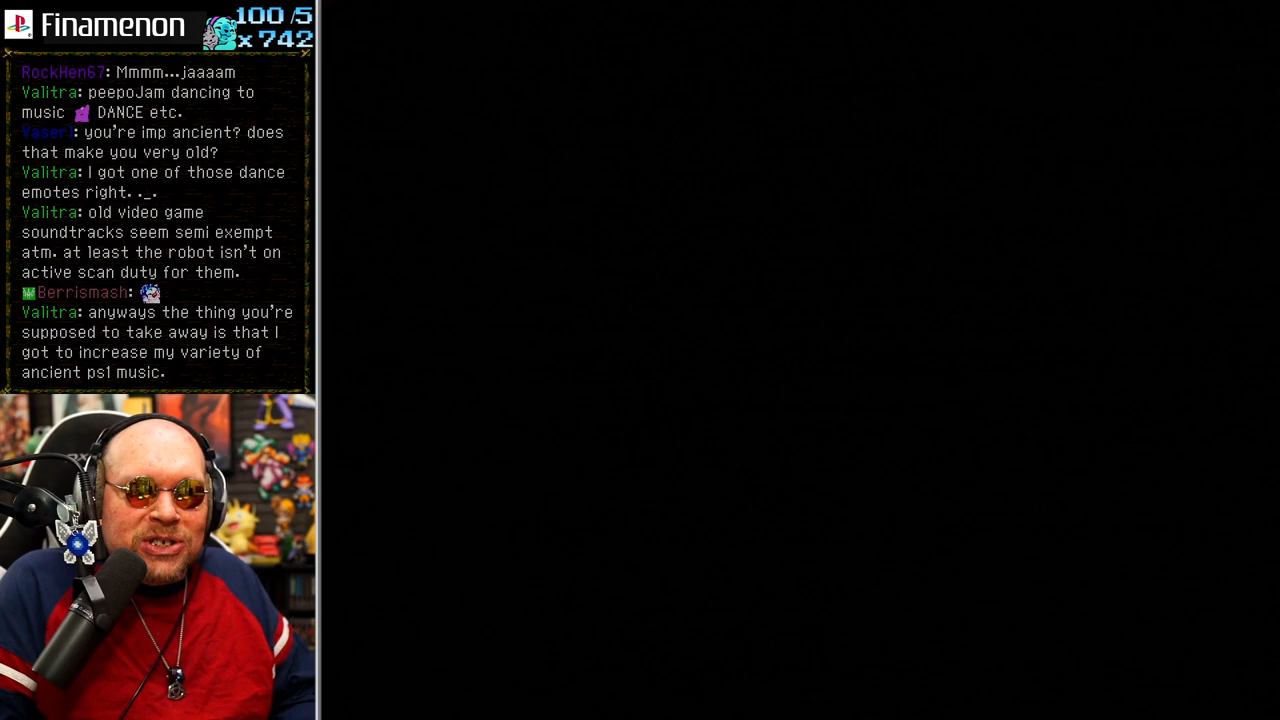 Finamenon
100/5
x 742
RockHen67: Mmmm...jaaaam
Valitra: peepoJam dancing to
music DANCE etc.
Vaser1: you're imp ancient? does
that make you very old?
Valitra: I got one of those dance
emotes right. ._.
Valitra: old video game
soundtracks seem semi exempt
atm. at least the robot isn't on
active scan duty for them.
Berrismash:
Valitra: anyways the thing you're
supposed to take away is that I
got to increase my variety of
ancient ps1 music.